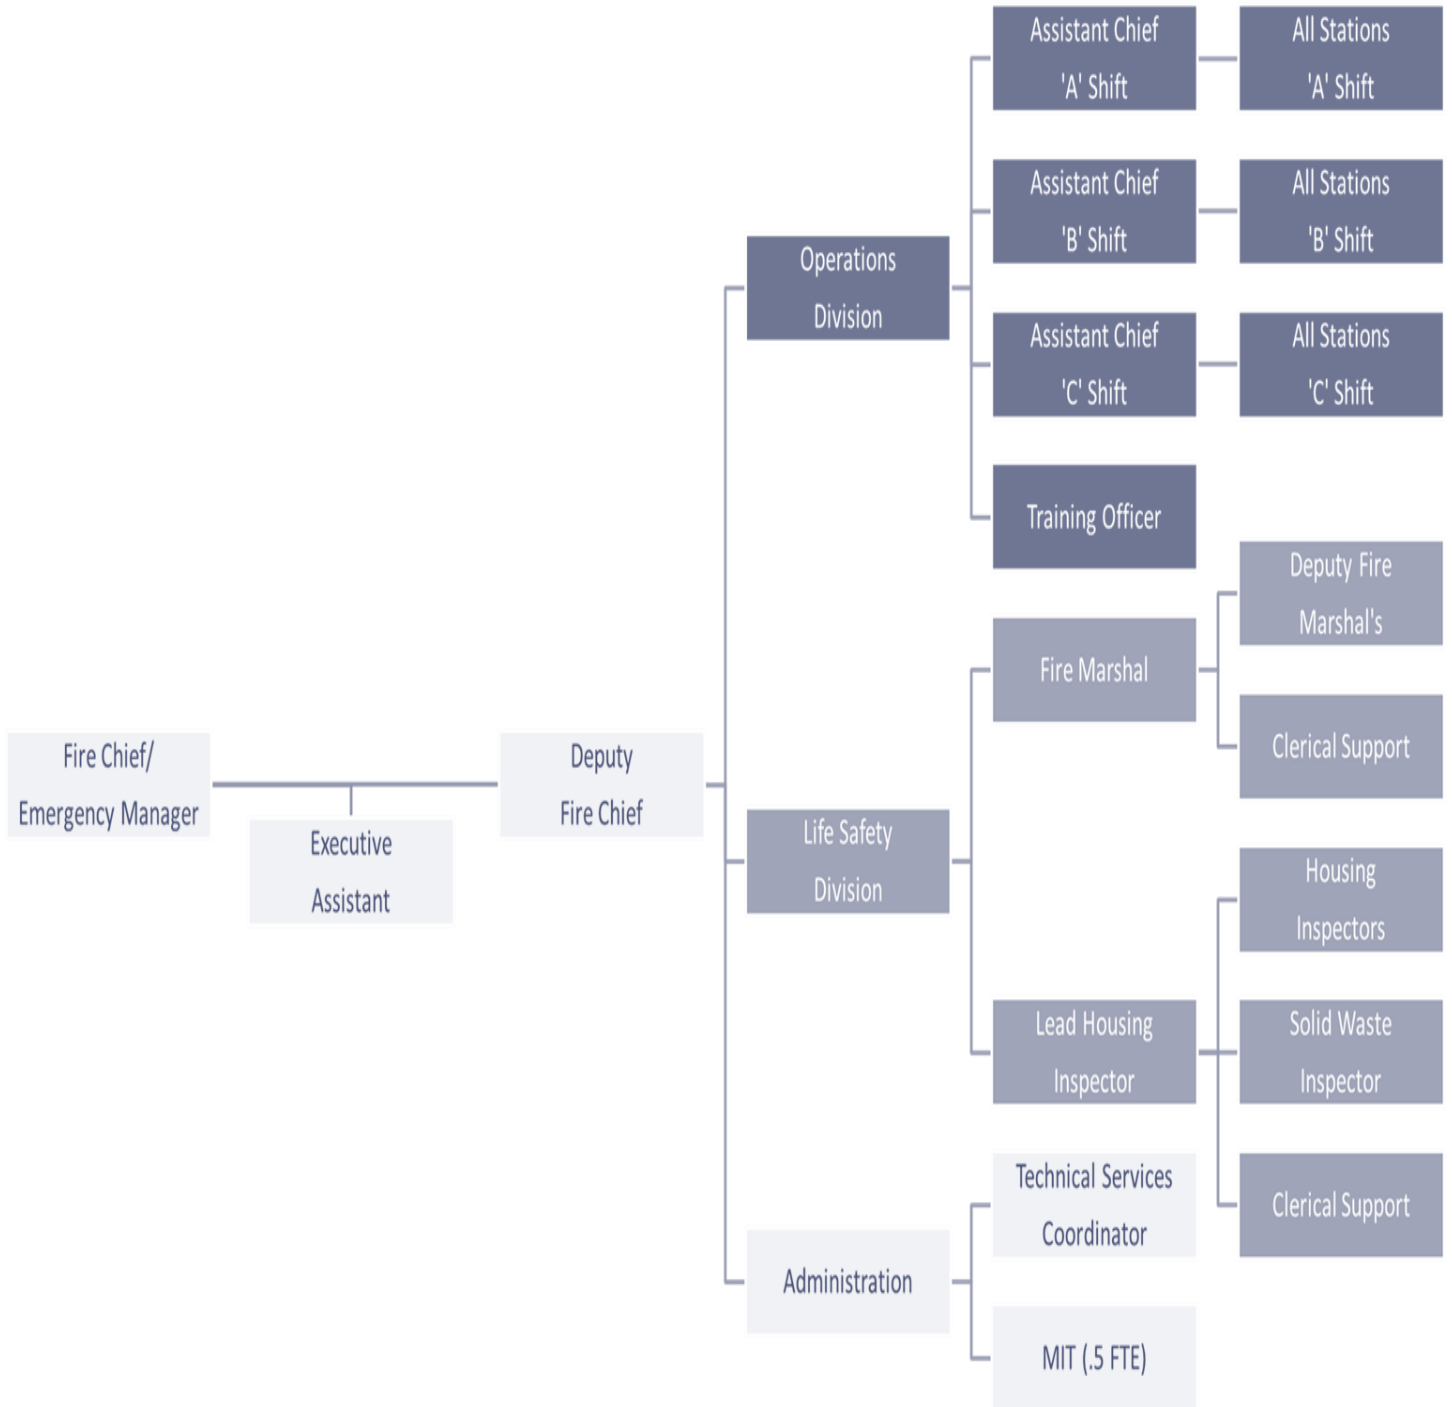 Fire Chief/
Emergency Manager
Executive
Assistant
Deputy
Fire Chief
Operations
Division
Assistant Chief
'A' Shift
All Stations
'A' Shift
Assistant Chief
'B' Shift
All Stations
'B' Shift
Assistant Chief
'C' Shift
All Stations
'C' Shift
Training Officer
Life Safety
Division
Fire Marshal
Deputy Fire
Marshal's
Clerical Support
Lead Housing
Inspector
Housing
Inspectors
Solid Waste
Inspector
Clerical Support
Administration
Technical Services
Coordinator
MIT (.5 FTE)